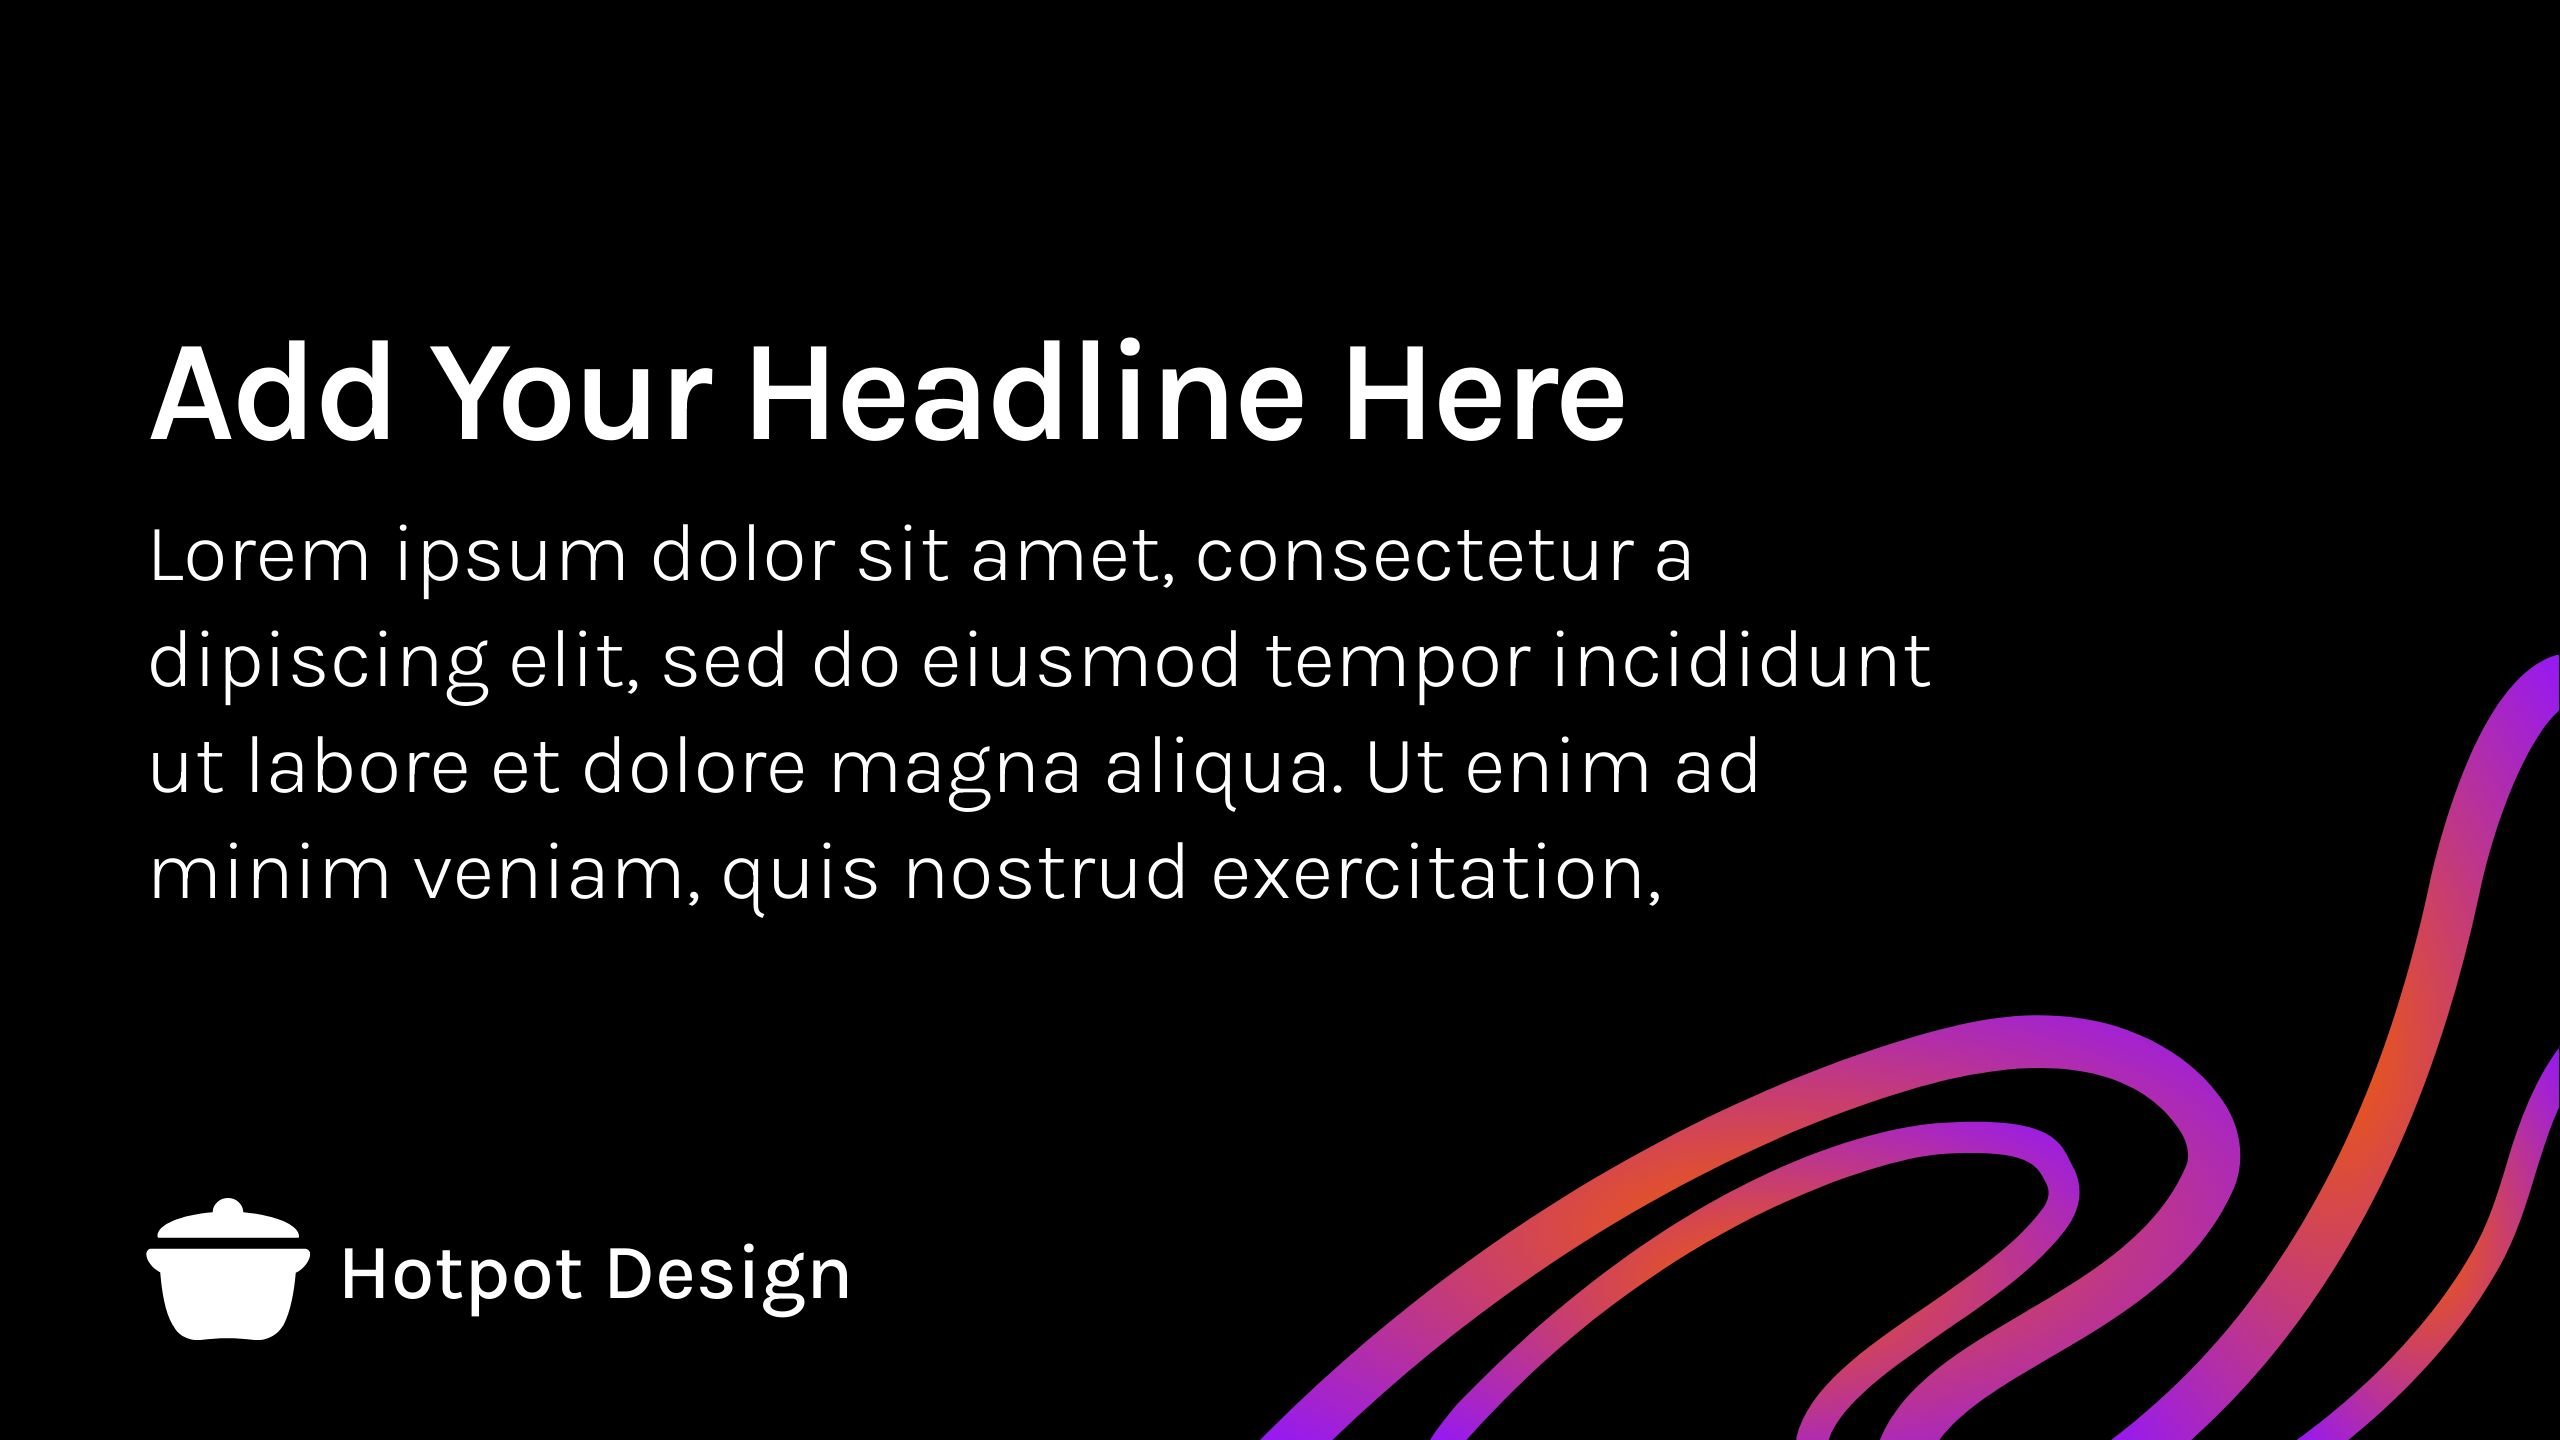 Add Your Headline Here
Lorem ipsum dolor sit amet, consectetur a
dipiscing elit, sed do eiusmod tempor incididunt
ut labore et dolore magna aliqua. Ut enim ad
minim veniam, quis nostrud exercitation,
Hotpot Design